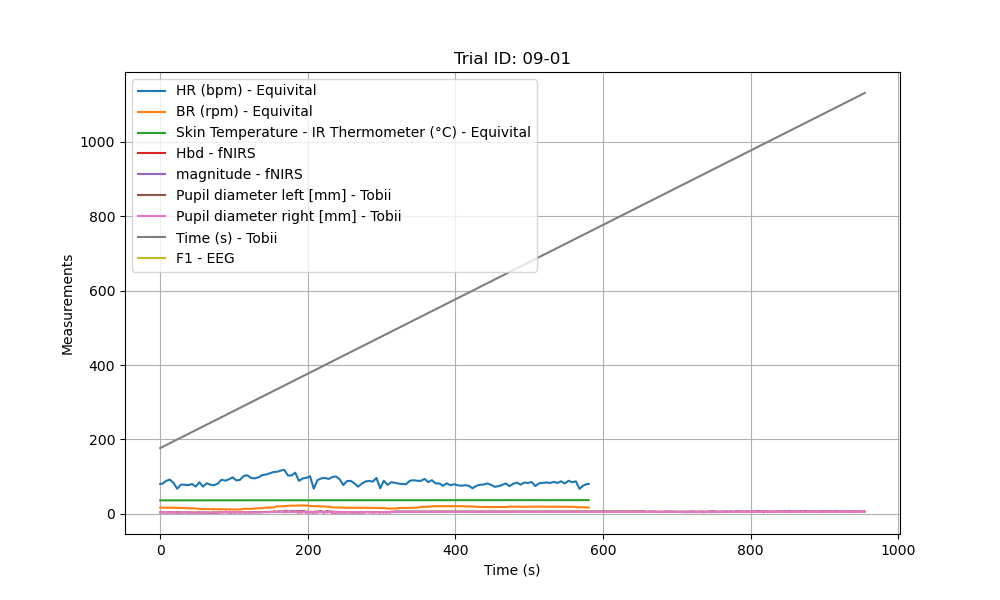 Trial ID: 09-01
HR (bpm) - Equivital
BR (rpm) - Equivital
Skin Temperature - IR Thermometer (°C) - Equivital
Hbd - fNIRS
magnitude - fNIRS
Pupil diameter left [mm] - Tobii
Pupil diameter right [mm] - Tobii
Time (s) - Tobii
F1 - EEG
Measurements
1000
800
600
400
200
0
0 200 400 600 800 1000
Time (s)